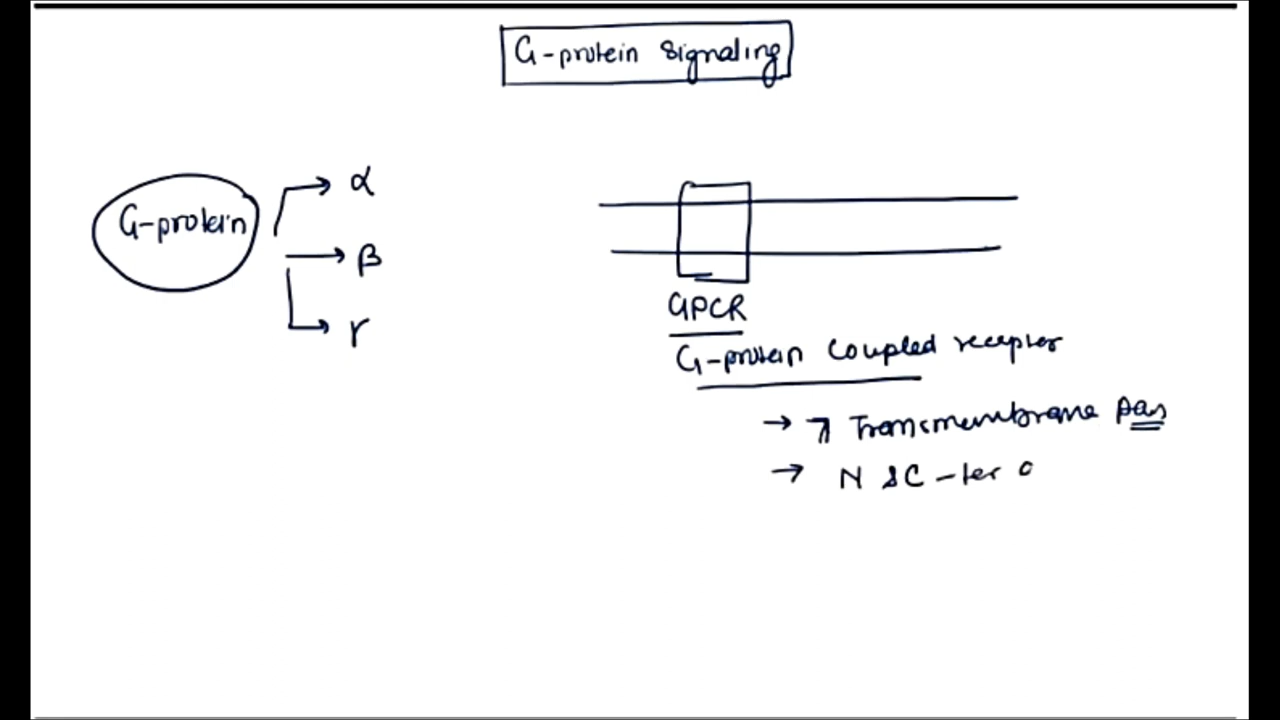 G-protein Signaling
G-protein
α
β
γ
GPCR
G-protein Coupled receptor
→ 7 Transmembrane pas
→ N & C - ter